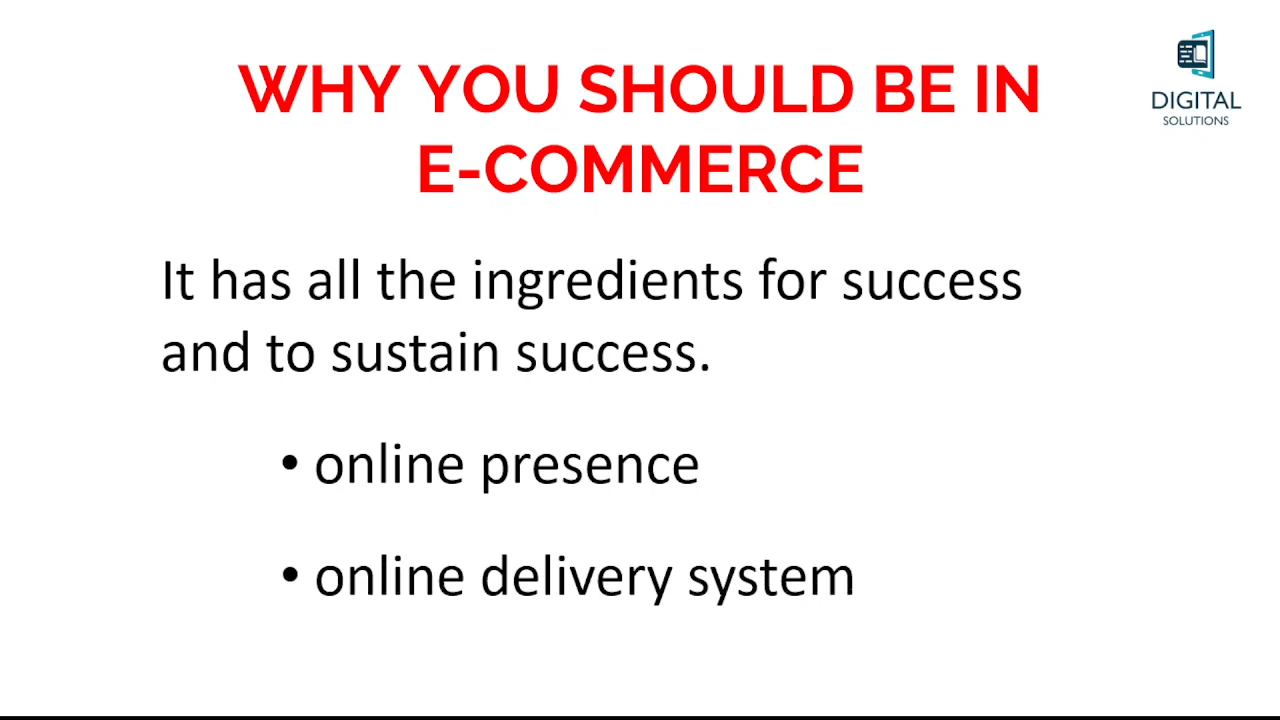 WHY YOU SHOULD BE IN
E-COMMERCE
DIGITAL
SOLUTIONS
It has all the ingredients for success
and to sustain success.
• online presence
• online delivery system